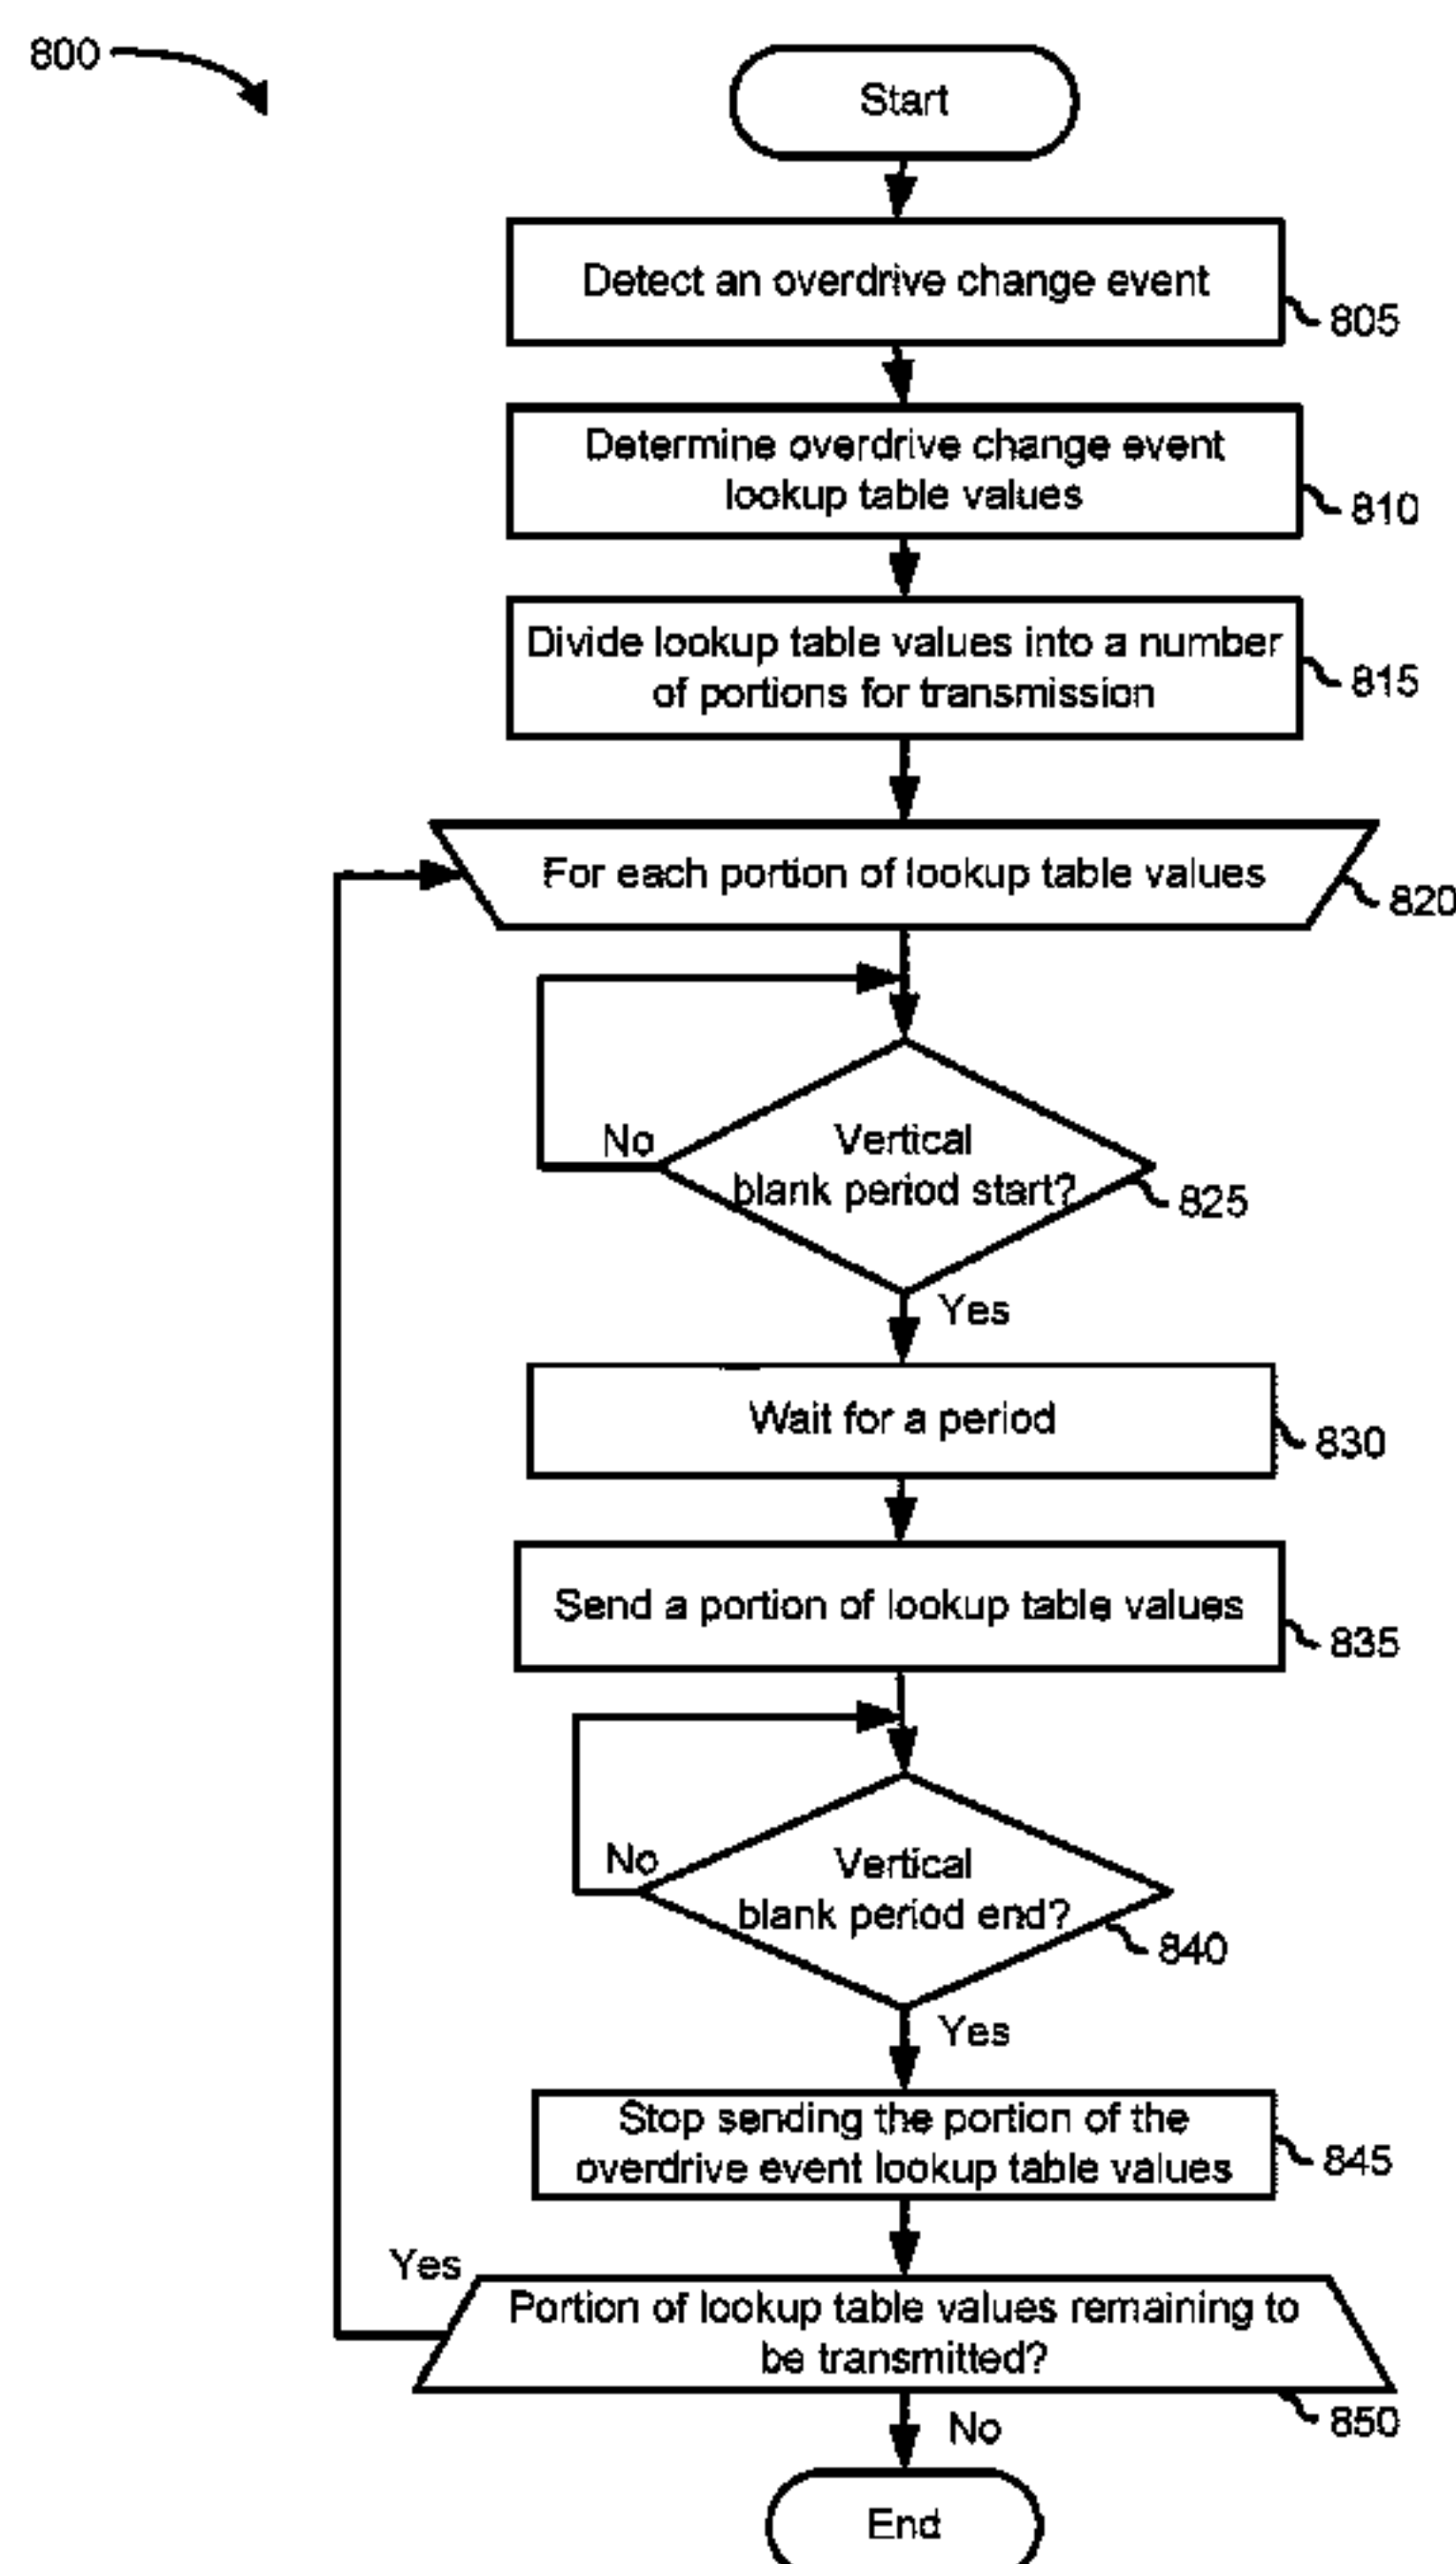 800
Start
Detect an overdrive change event
805
Determine overdrive change event
lookup table values
810
Divide lookup table values into a number
of portions for transmission
815
For each portion of lookup table values
820
No
Vertical
blank period start?
825
Yes
Wait for a period
830
Send a portion of lookup table values
835
No
Vertical
blank period end?
840
Yes
Stop sending the portion of the
overdrive event lookup table values
845
Yes
Portion of lookup table values remaining to
be transmitted?
850
No
End